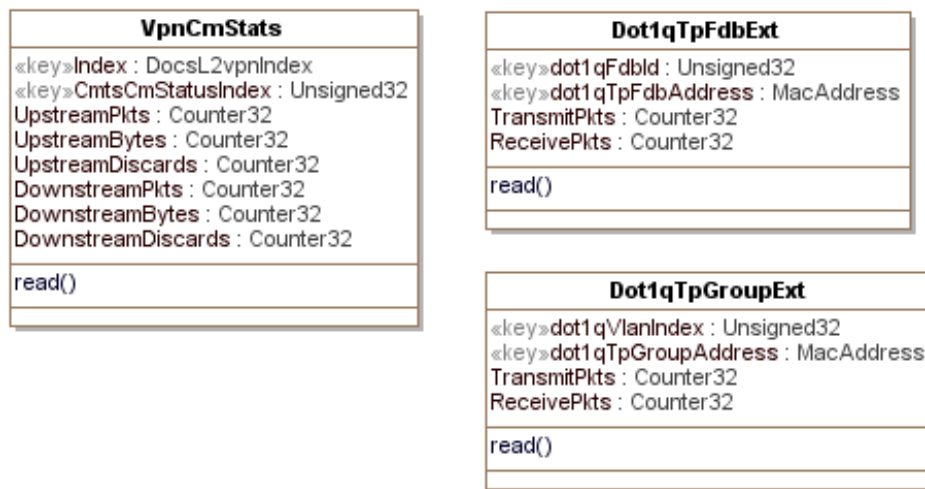 VpnCmStats
«key»Index : DocsL2vpnIndex
«key»CmtsCmStatusIndex : Unsigned32
UpstreamPkts : Counter32
UpstreamBytes : Counter32
UpstreamDiscards : Counter32
DownstreamPkts : Counter32
DownstreamBytes : Counter32
DownstreamDiscards : Counter32
read()
Dot1qTpFdbExt
«key»dot1qFdbId : Unsigned32
«key»dot1qTpFdbAddress : MacAddress
TransmitPkts : Counter32
ReceivePkts : Counter32
read()
Dot1qTpGroupExt
«key»dot1qVlanIndex : Unsigned32
«key»dot1qTpGroupAddress : MacAddress
TransmitPkts : Counter32
ReceivePkts : Counter32
read()